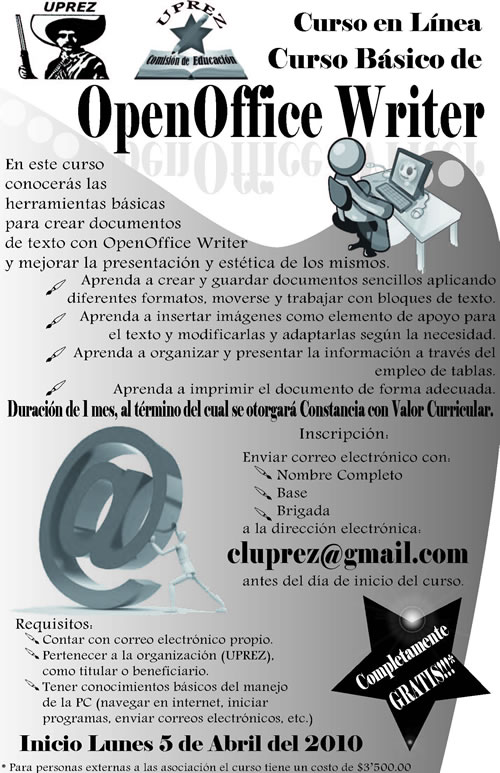 UPREZ
UPREZ
Comisión de Educación
Curso en Línea
Curso Básico de
OpenOffice Writer
En este curso
conocerás las
herramientas básicas
para crear documentos
de texto con OpenOffice Writer
y mejorar la presentación y estética de los mismos.
Aprenda a crear y guardar documentos sencillos aplicando
diferentes formatos, moverse y trabajar con bloques de texto.
Aprenda a insertar imágenes como elemento de apoyo para
el texto y modificarlas y adaptarlas según la necesidad.
Aprenda a organizar y presentar la información a través del
empleo de tablas.
Aprenda a imprimir el documento de forma adecuada.
Duración de 1 mes, al término del cual se otorgará Constancia con Valor Curricular.
Inscripción:
Enviar correo electrónico con:
Nombre Completo
Base
Brigada
a la dirección electrónica:
cluprez@gmail.com
antes del día de inicio del curso.
Requisitos:
Contar con correo electrónico propio.
Pertenecer a la organización (UPREZ),
como titular o beneficiario.
Tener conocimientos básicos del manejo
de la PC (navegar en internet, iniciar
programas, enviar correos electrónicos, etc.)
Completamente
GRATIS!!!*
Inicio Lunes 5 de Abril del 2010
* Para personas externas a las asociación el curso tiene un costo de $3"500.00